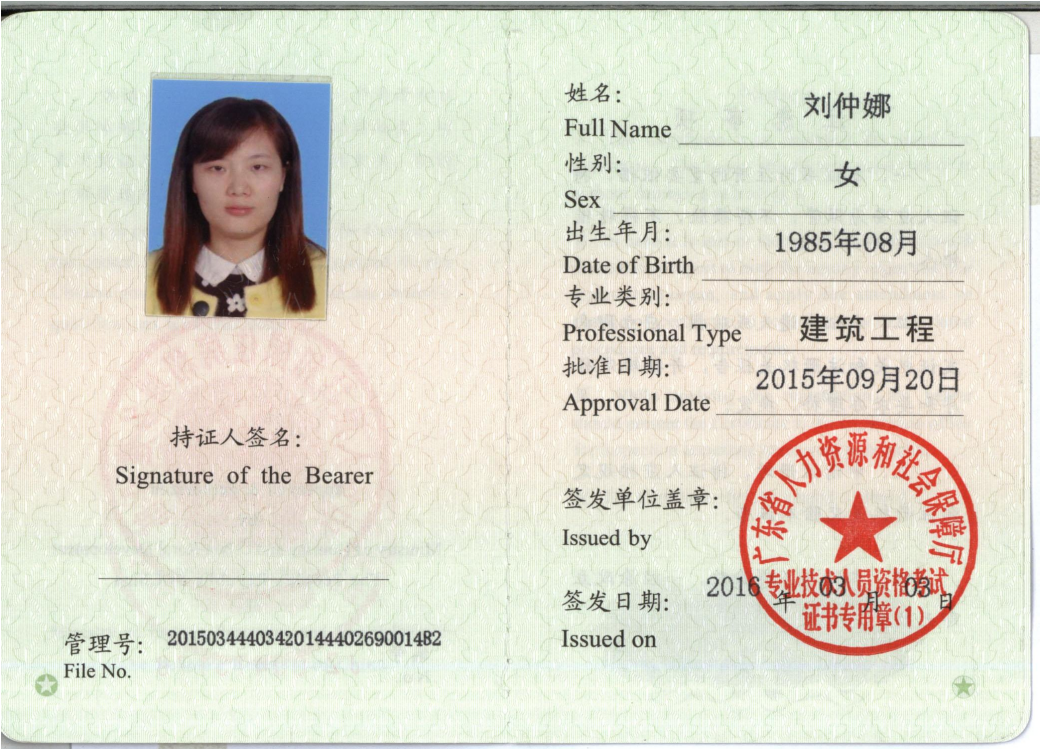 持证人签名:
Signature of the Bearer
管理号: 2015034440342014440269001482
File No.
姓名: 刘仲娜
Full Name
性别: 女
Sex
出生年月: 1985年08月
Date of Birth
专业类别:
Professional Type 建筑工程
批准日期: 2015年09月20日
Approval Date
签发单位盖章:
Issued by
广东省人力资源和社会保障厅
专业技术人员资格考试
证书专用章(1)
签发日期: 2016年03月03日
Issued on